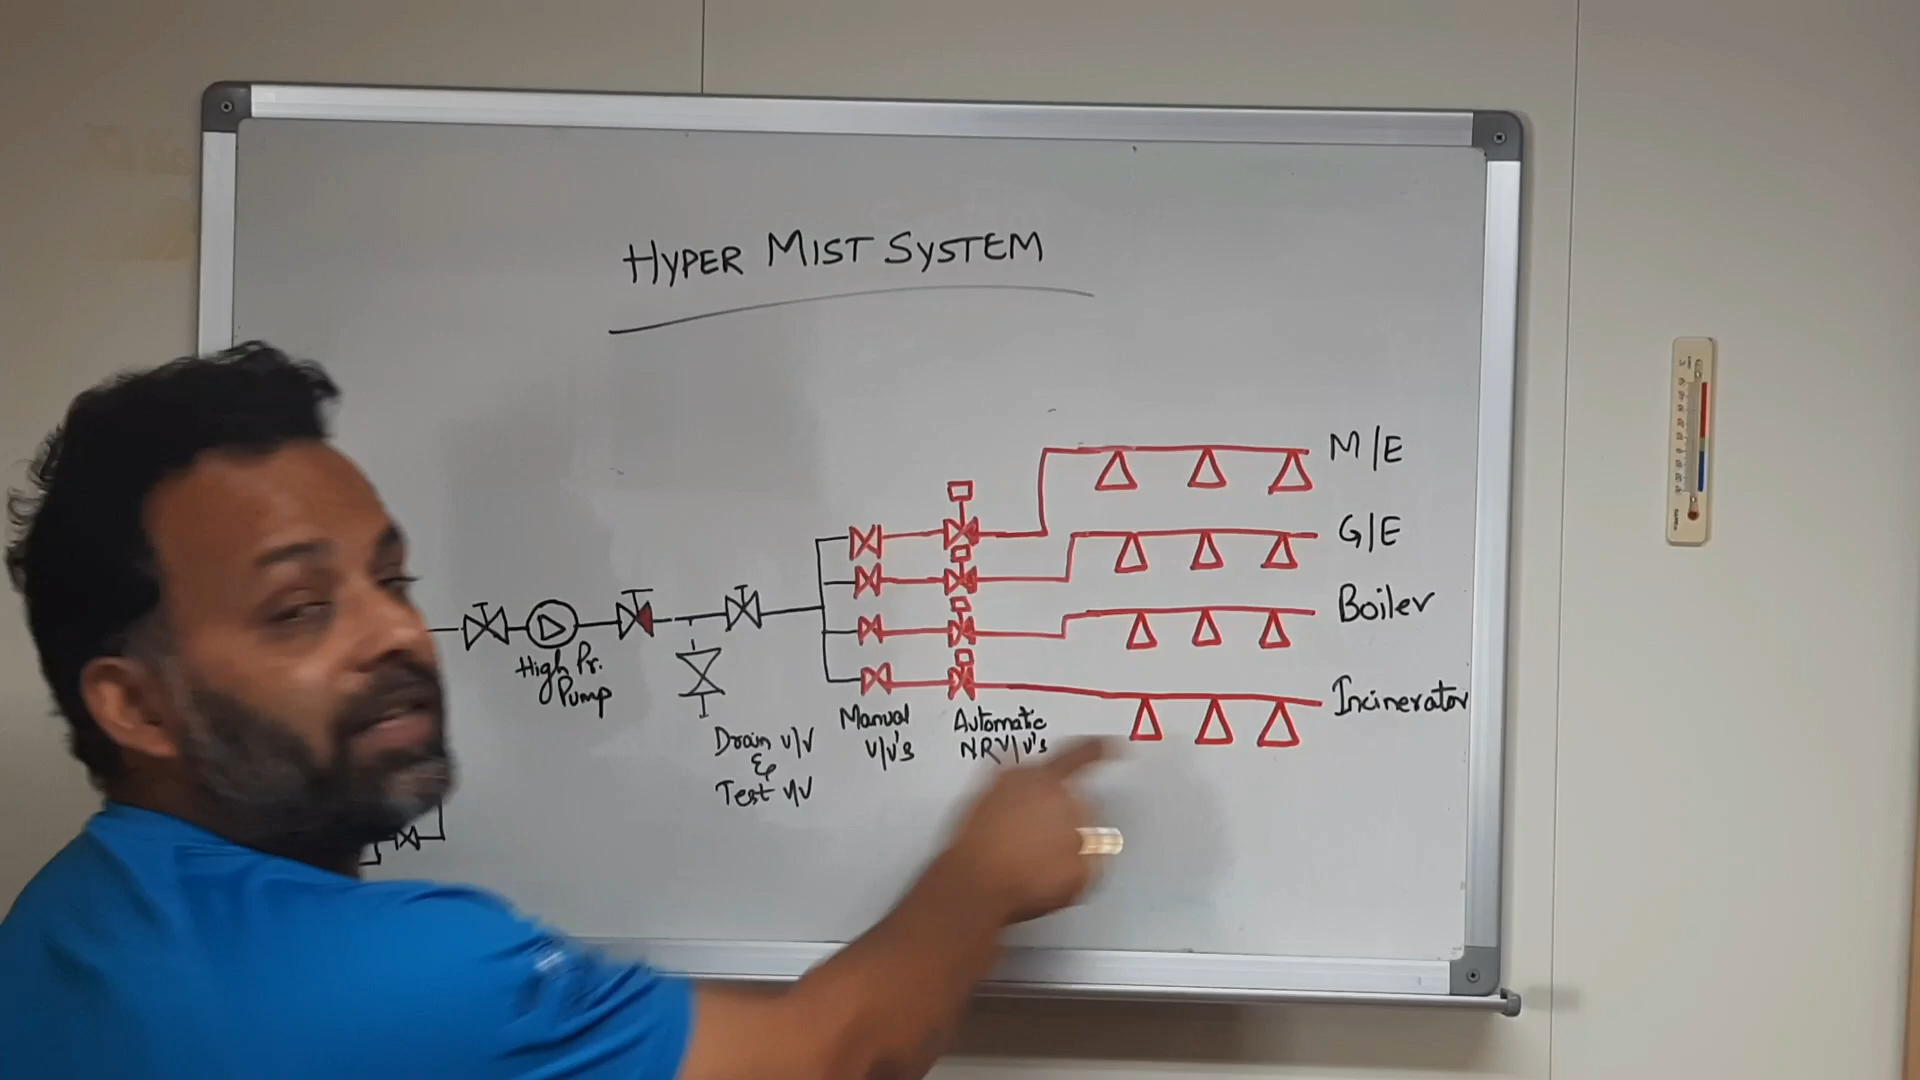 HYPER MIST SYSTEM
M/E
G/E
Boiler
Incinerator
High Pr.
Pump
Drain v/v
&
Test v/v
Manual
v/v's
Automatic
NRV/v's